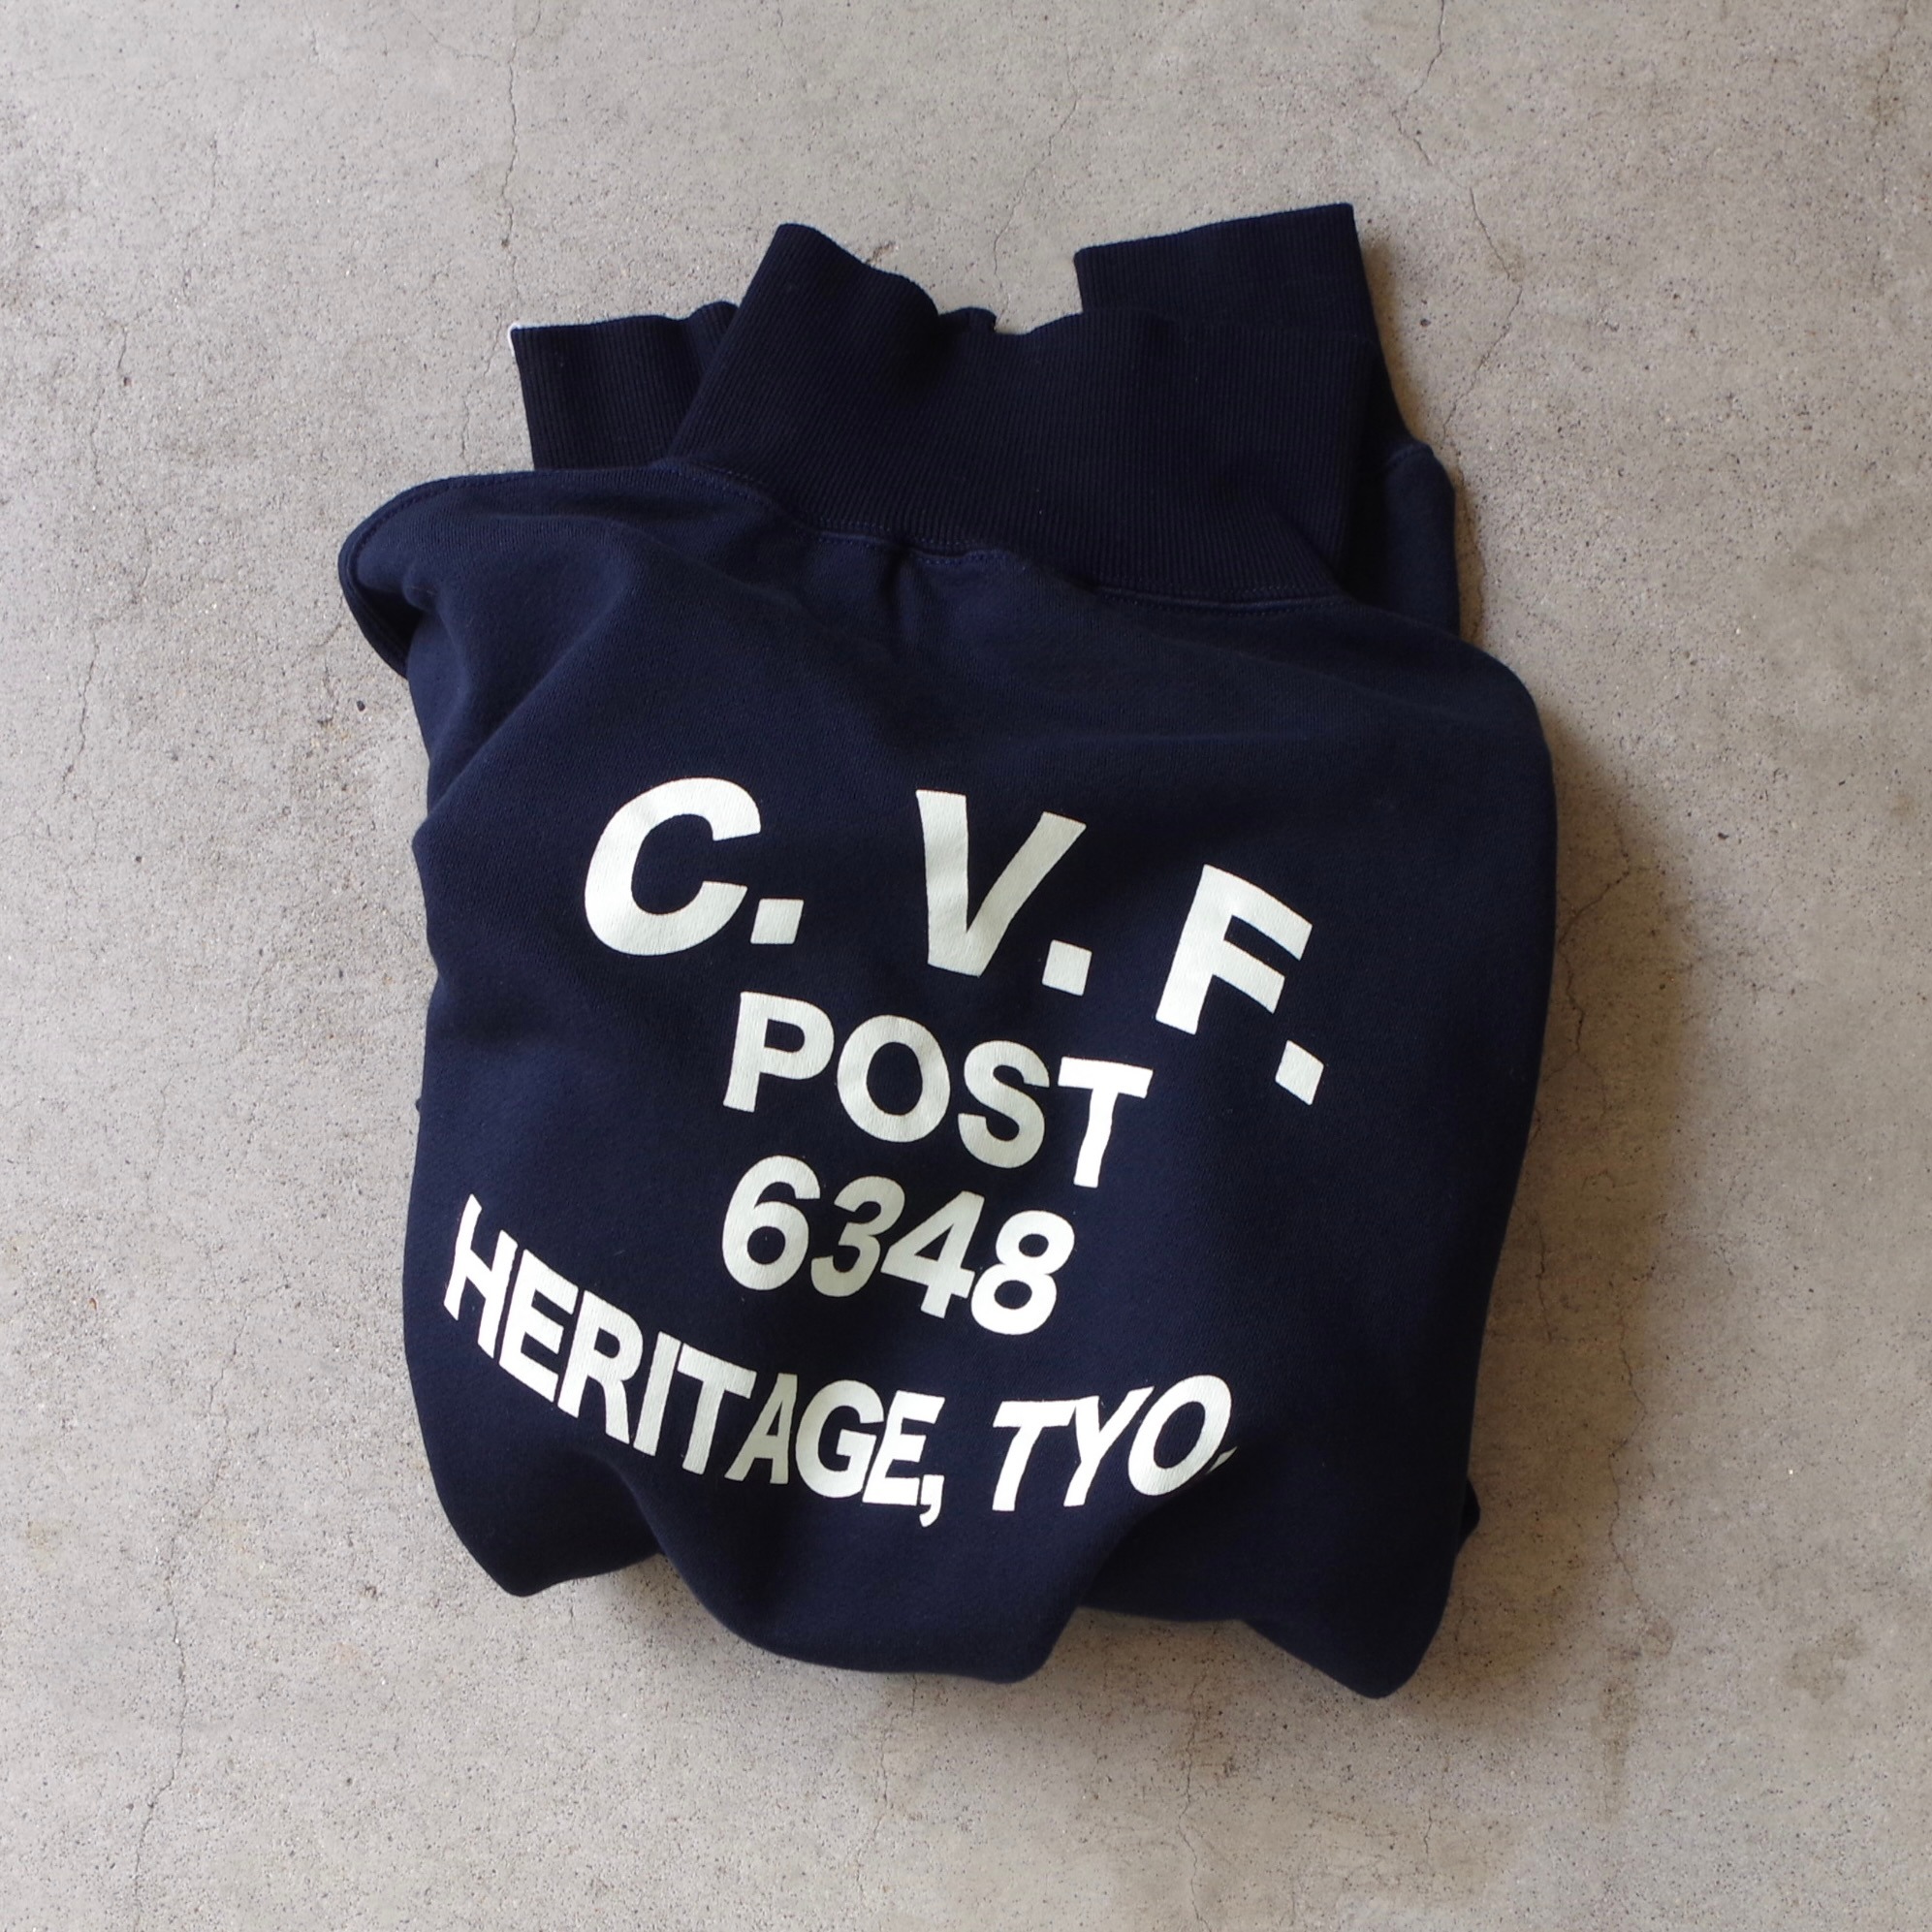 C. V. F.
POST
6348
HERITAGE, TYO.